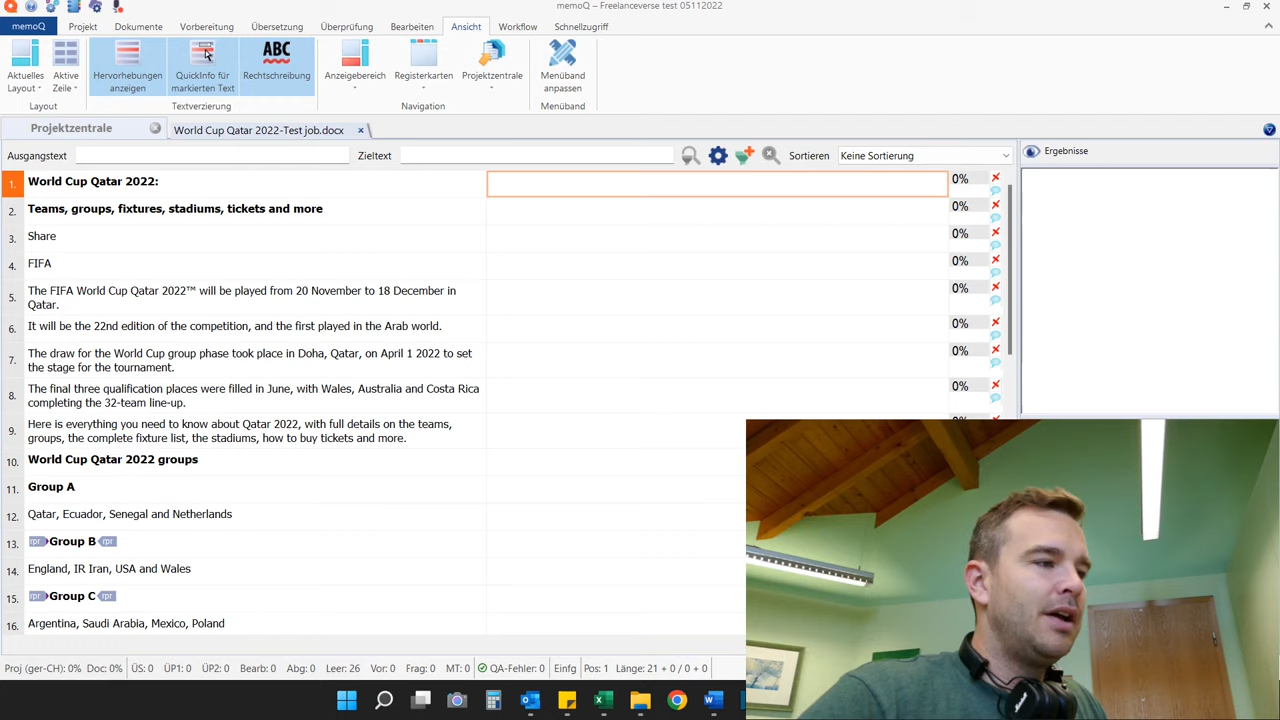 memoQ – Freelanceverse test 05112022
memoQ Projekt Dokumente Vorbereitung Übersetzung Überprüfung Bearbeiten Ansicht Workflow Schnellzugriff
Aktuelles Layout
Aktive Zeile
Hervorhebungen anzeigen
QuickInfo für markierten Text
ABC
Rechtschreibung
Anzeigebereich
Registerkarten
Projektzentrale
Menüband anpassen
Layout Textverzierung Navigation Menüband
Projektzentrale World Cup Qatar 2022-Test job.docx
Ausgangstext Zieltext Sortieren Keine Sortierung Ergebnisse
1. World Cup Qatar 2022: 0%
2. Teams, groups, fixtures, stadiums, tickets and more 0%
3. Share 0%
4. FIFA 0%
5. The FIFA World Cup Qatar 2022™ will be played from 20 November to 18 December in 0%
Qatar.
6. It will be the 22nd edition of the competition, and the first played in the Arab world. 0%
7. The draw for the World Cup group phase took place in Doha, Qatar, on April 1 2022 to set 0%
the stage for the tournament.
8. The final three qualification places were filled in June, with Wales, Australia and Costa Rica 0%
completing the 32-team line-up.
9. Here is everything you need to know about Qatar 2022, with full details on the teams,
groups, the complete fixture list, the stadiums, how to buy tickets and more.
10. World Cup Qatar 2022 groups
11. Group A
12. Qatar, Ecuador, Senegal and Netherlands
13. rpr Group B rpr
14. England, IR Iran, USA and Wales
15. rpr Group C rpr
16. Argentina, Saudi Arabia, Mexico, Poland
Proj (ger-CH): 0% Doc: 0% ÜS: 0 ÜP1: 0 ÜP2: 0 Bearb: 0 Abg: 0 Leer: 26 Vor: 0 Frag: 0 MT: 0 QA-Fehler: 0 Einfg Pos: 1 Länge: 21 + 0 / 0 + 0